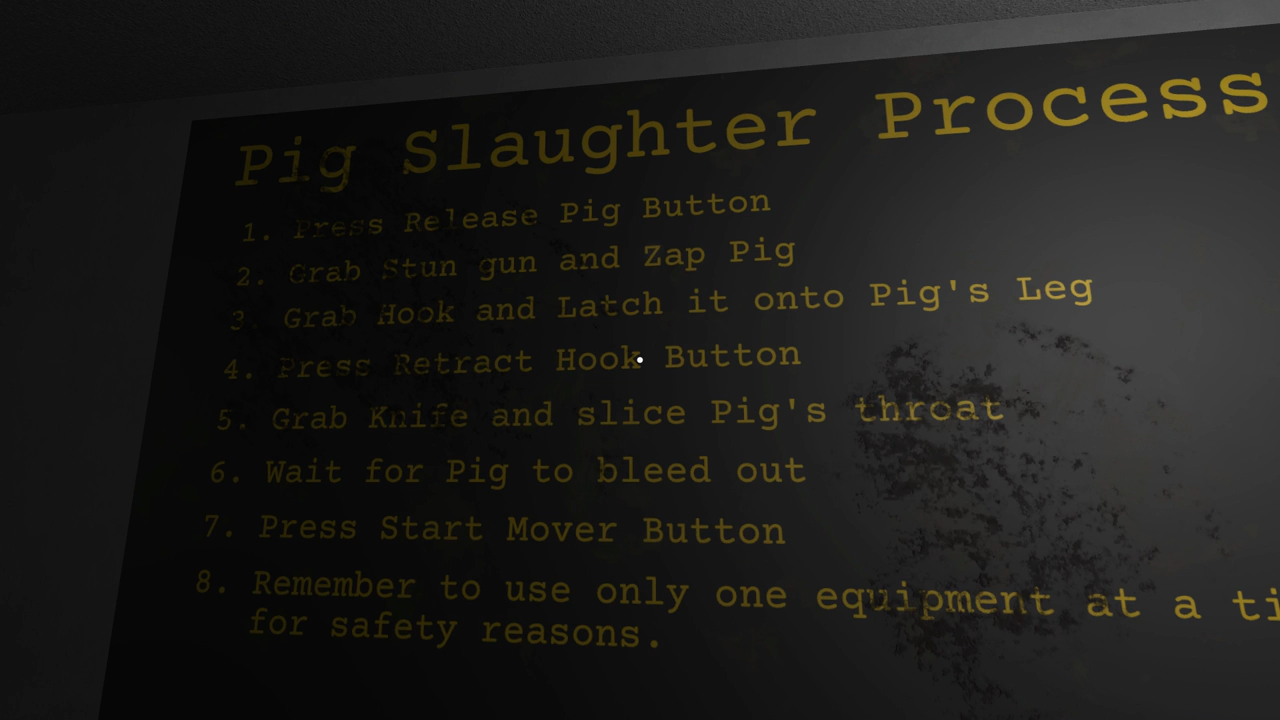 Pig Slaughter Process
1. Press Release Pig Button
2. Grab Stun gun and Zap Pig
3. Grab Hook and Latch it onto Pig's Leg
4. Press Retract Hook Button
5. Grab Knife and slice Pig's throat
6. Wait for Pig to bleed out
7. Press Start Mover Button
8. Remember to use only one equipment at a
for safety reasons.